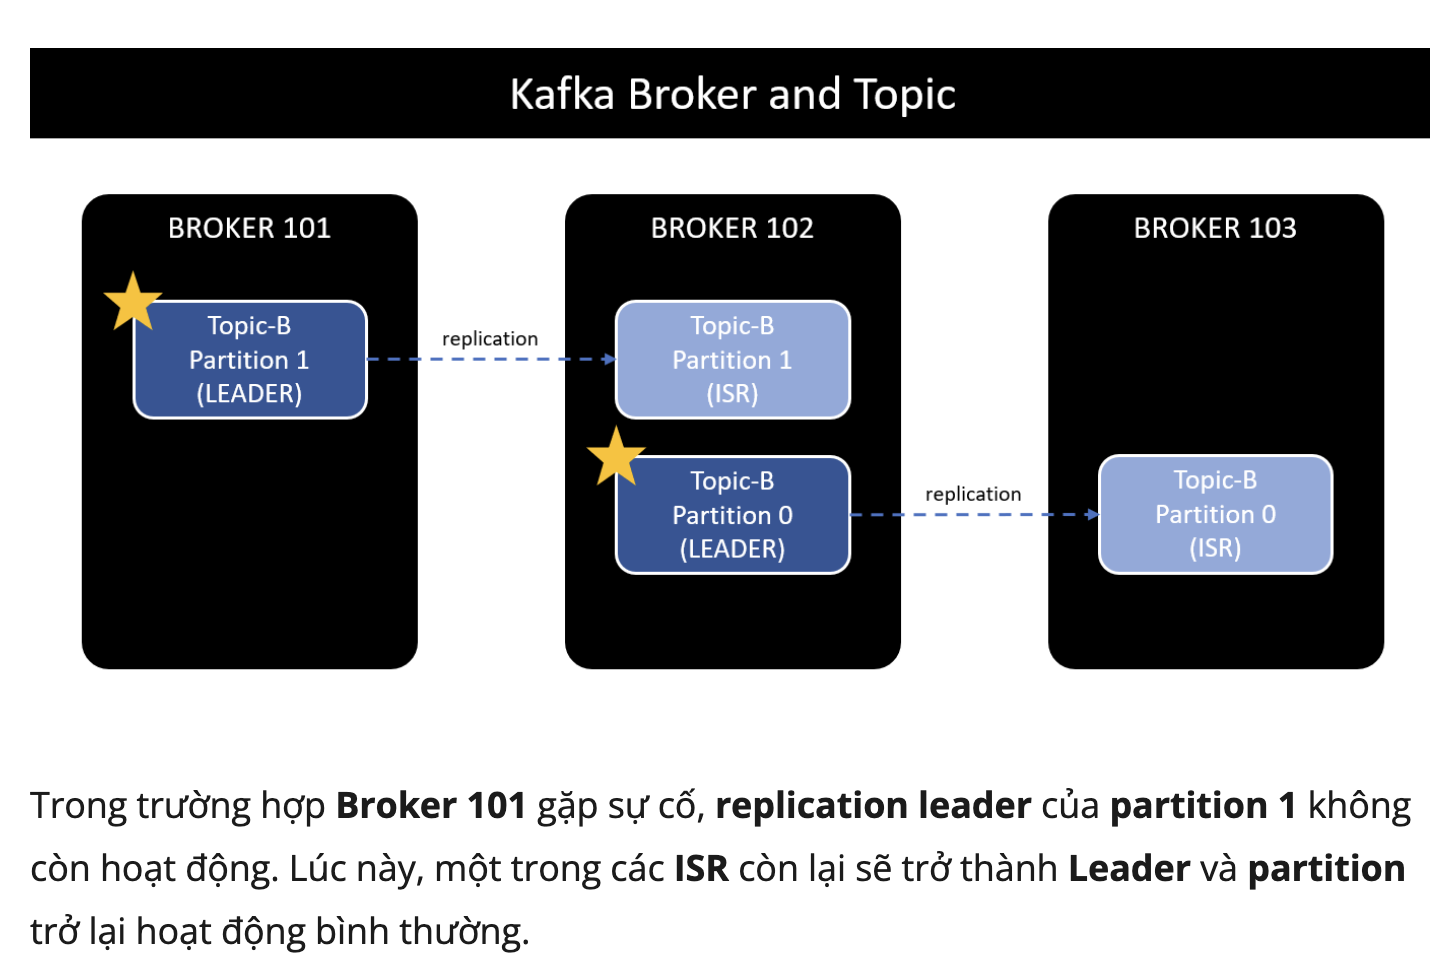 Kafka Broker and Topic
BROKER 101
Topic-B
Partition 1
(LEADER)
replication
BROKER 102
Topic-B
Partition 1
(ISR)
Topic-B
Partition 0
(LEADER)
replication
BROKER 103
Topic-B
Partition 0
(ISR)
Trong trường hợp Broker 101 gặp sự cố, replication leader của partition 1 không
còn hoạt động. Lúc này, một trong các ISR còn lại sẽ trở thành Leader và partition
trở lại hoạt động bình thường.